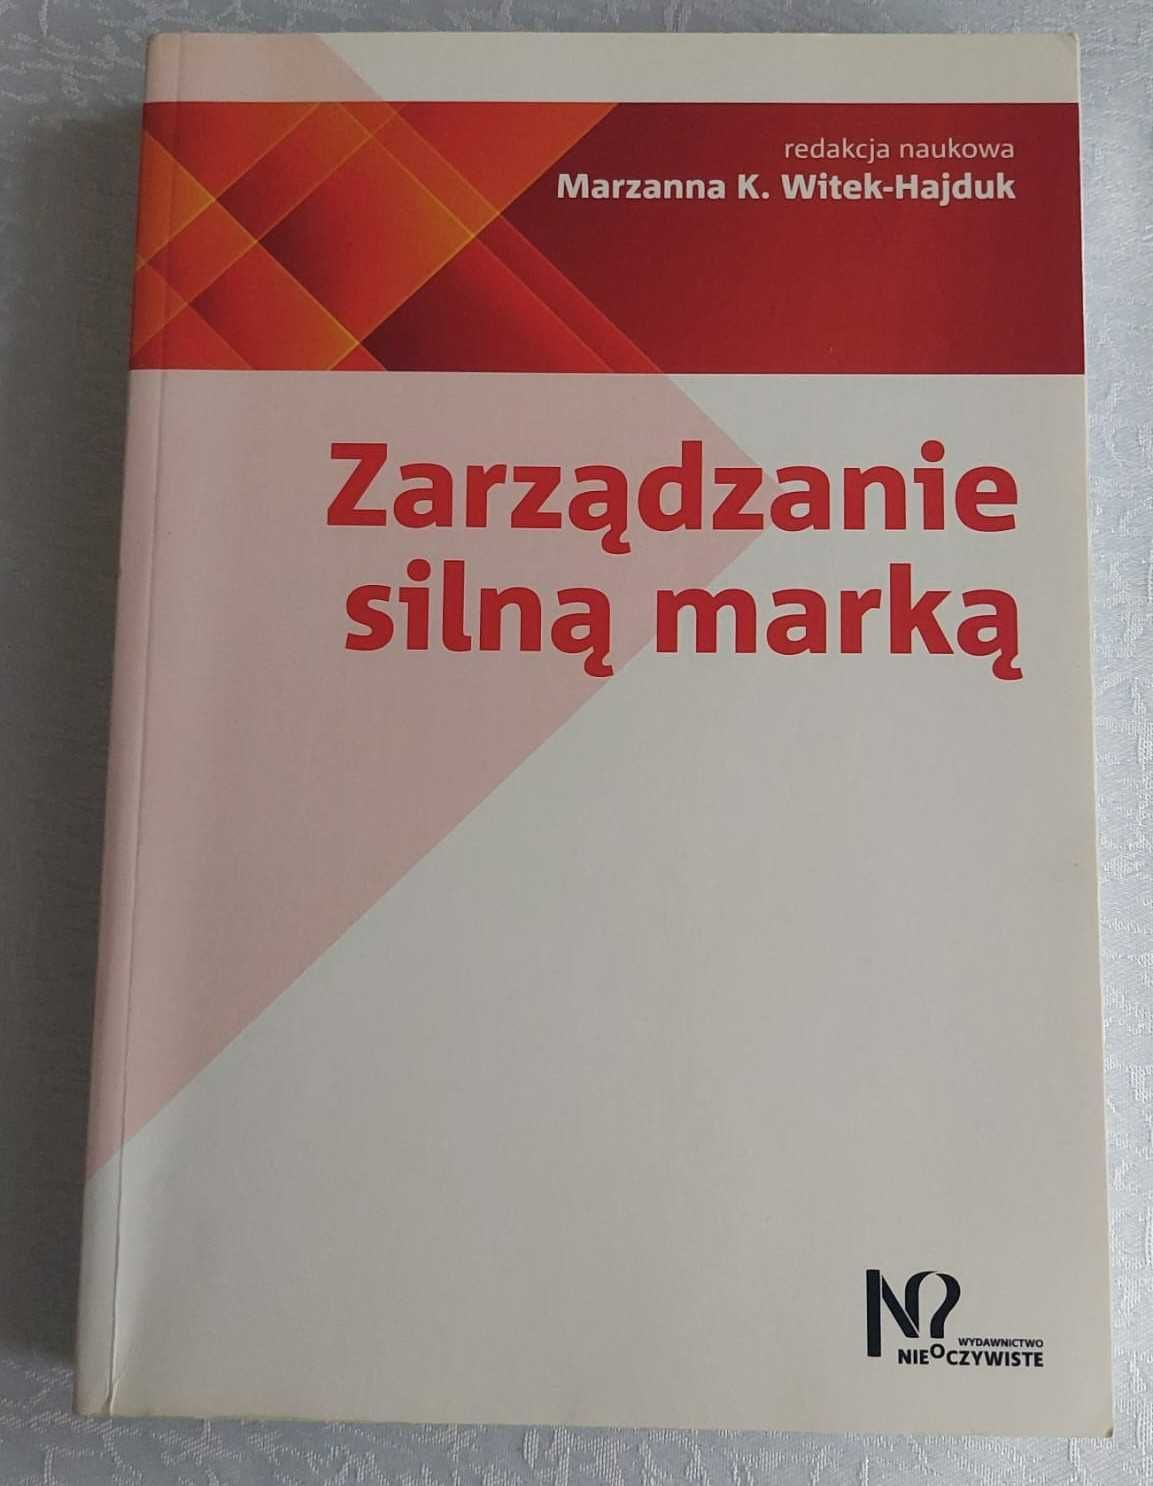 redakcja naukowa
Marzanna K. Witek-Hajduk
Zarządzanie
silną marką
WYDAWNICTWO
NIEOCZYWISTE